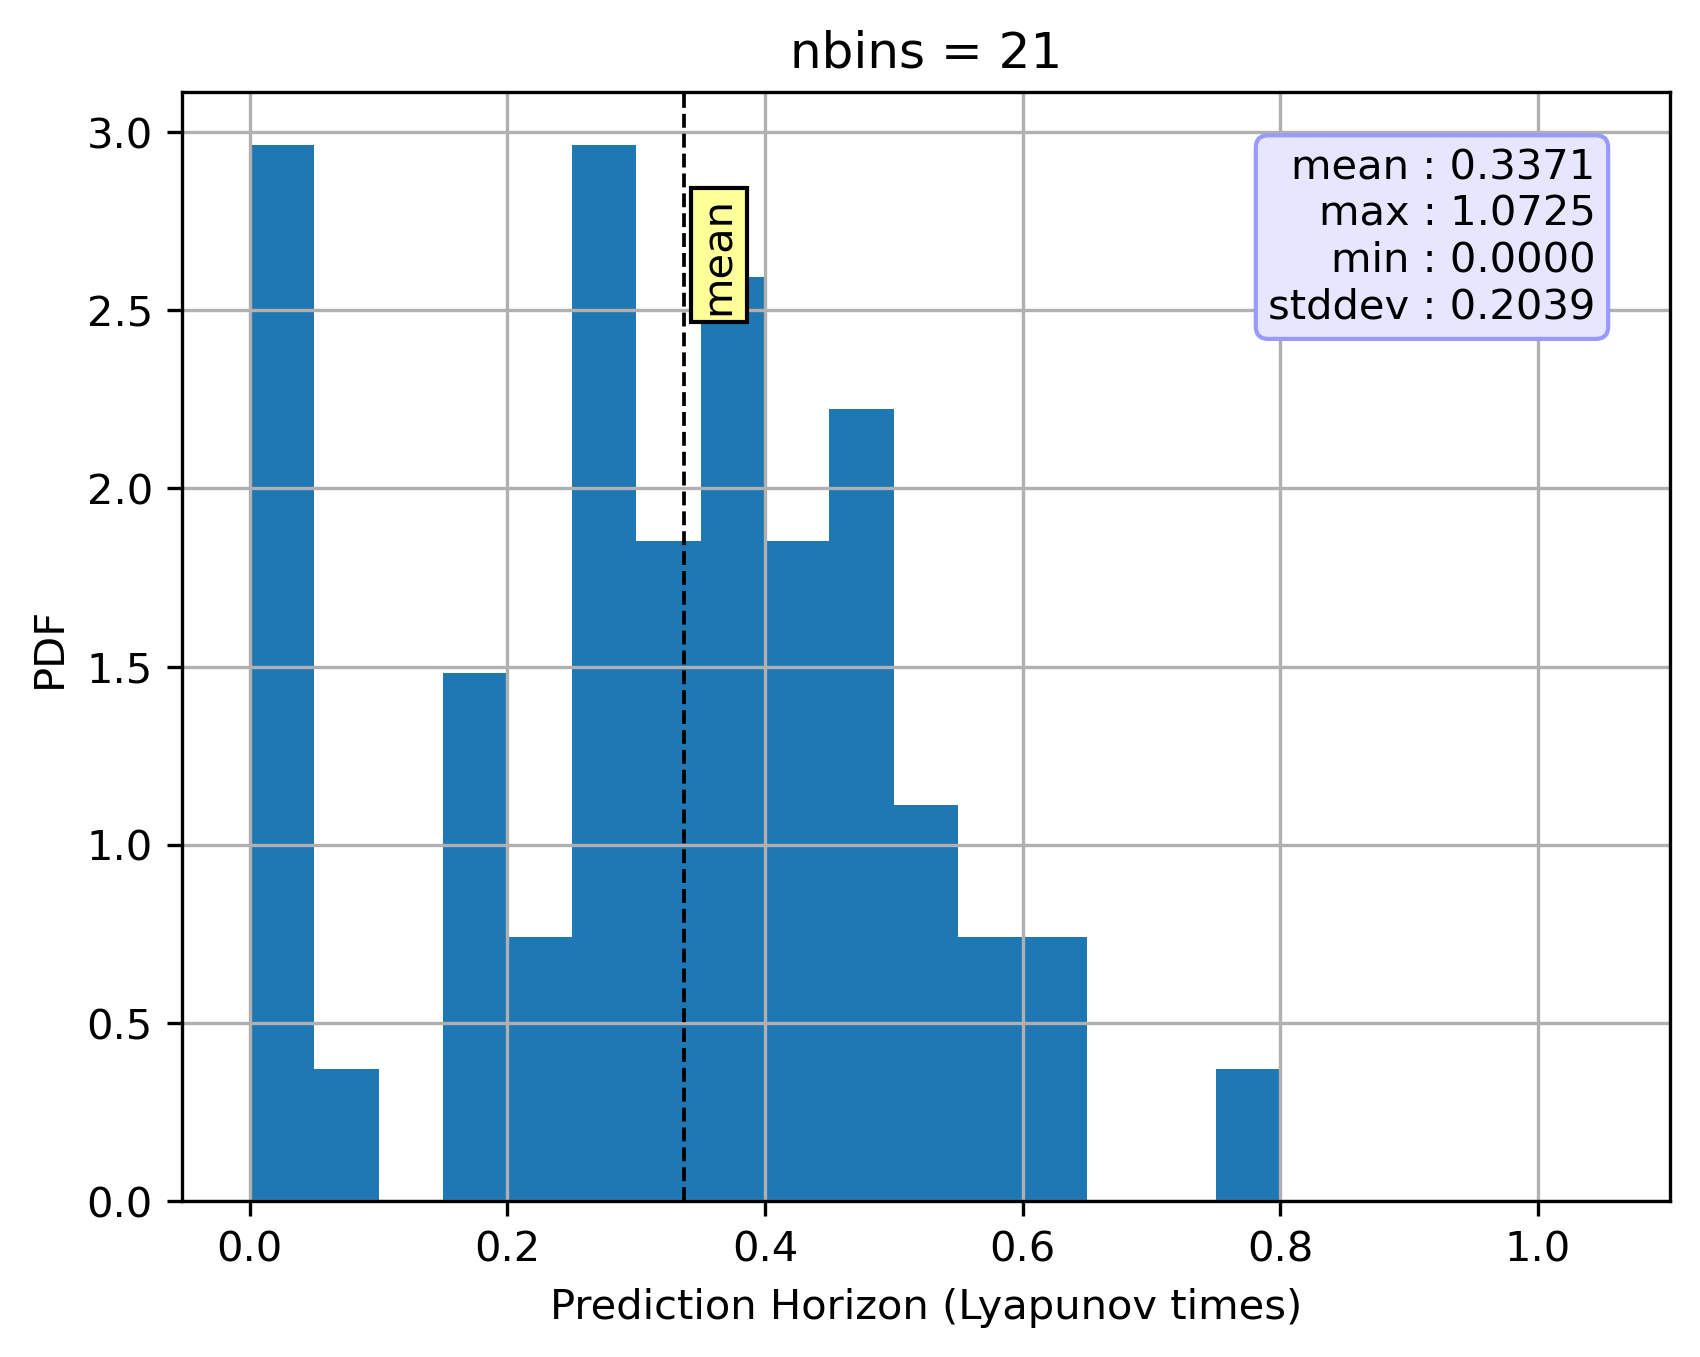 nbins = 21
3.0
2.5
2.0
1.5
1.0
0.5
0.0
PDF
mean
mean : 0.3371
max : 1.0725
min : 0.0000
stddev : 0.2039
0.0
0.2
0.4
0.6
0.8
1.0
Prediction Horizon (Lyapunov times)